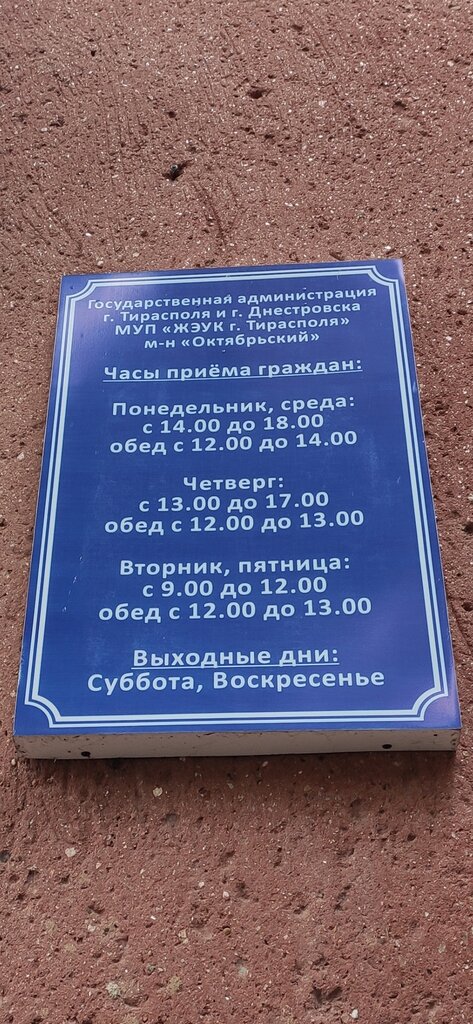 Государственная администрация
г. Тирасполя и г. Днестровска
МУП «ЖЭУК г. Тирасполя»
м-н «Октябрьский»
Часы приёма граждан:
Понедельник, среда:
с 14.00 до 18.00
обед с 12.00 до 14.00
Четверг:
с 13.00 до 17.00
обед с 12.00 до 13.00
Вторник, пятница:
с 9.00 до 12.00
обед с 12.00 до 13.00
Выходные дни:
Суббота, Воскресенье